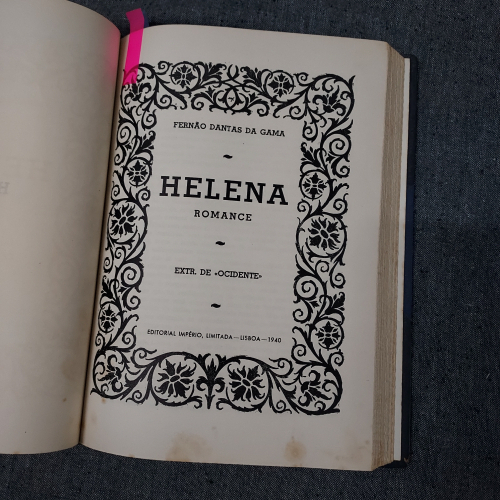 FERNÃO DANTAS DA GAMA
~
HELENA
ROMANCE
~
EXTR. DE «OCIDENTE»
~
EDITORIAL IMPÉRIO, LIMITADA — LISBOA — 1940